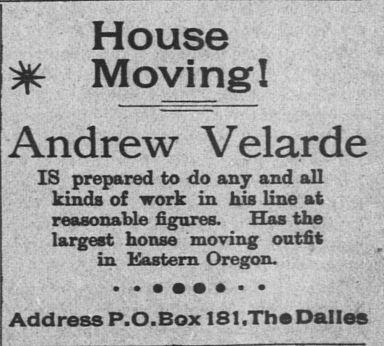 House
Moving!
Andrew Velarde
IS prepared to do any and all
kinds of work in his line at
reasonable figures. Has the
largest honse moving outfit
in Eastern Oregon.
Address P.O.Box 181,The Dalles